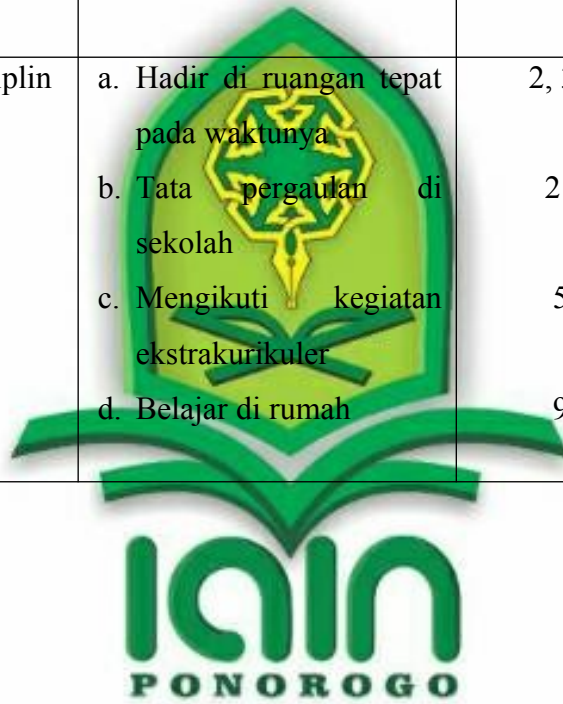 plin a. Hadir di ruangan tepat 2,
pada waktunya
b. Tata pergaulan di 2
sekolah
c. Mengikuti kegiatan 5
ekstrakurikuler
d. Belajar di rumah 9
IAIN
PONOROGO